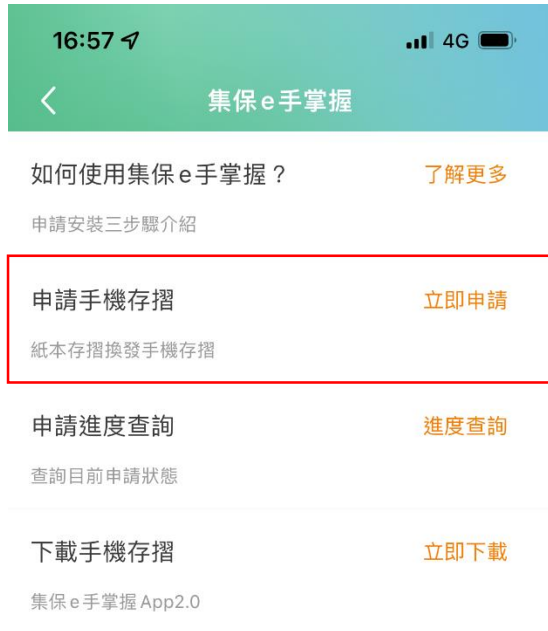 16:57
4G
集保e手掌握
如何使用集保e手掌握？
了解更多
申請安裝三步驟介紹
申請手機存摺
立即申請
紙本存摺換發手機存摺
申請進度查詢
進度查詢
查詢目前申請狀態
下載手機存摺
立即下載
集保e手掌握App2.0